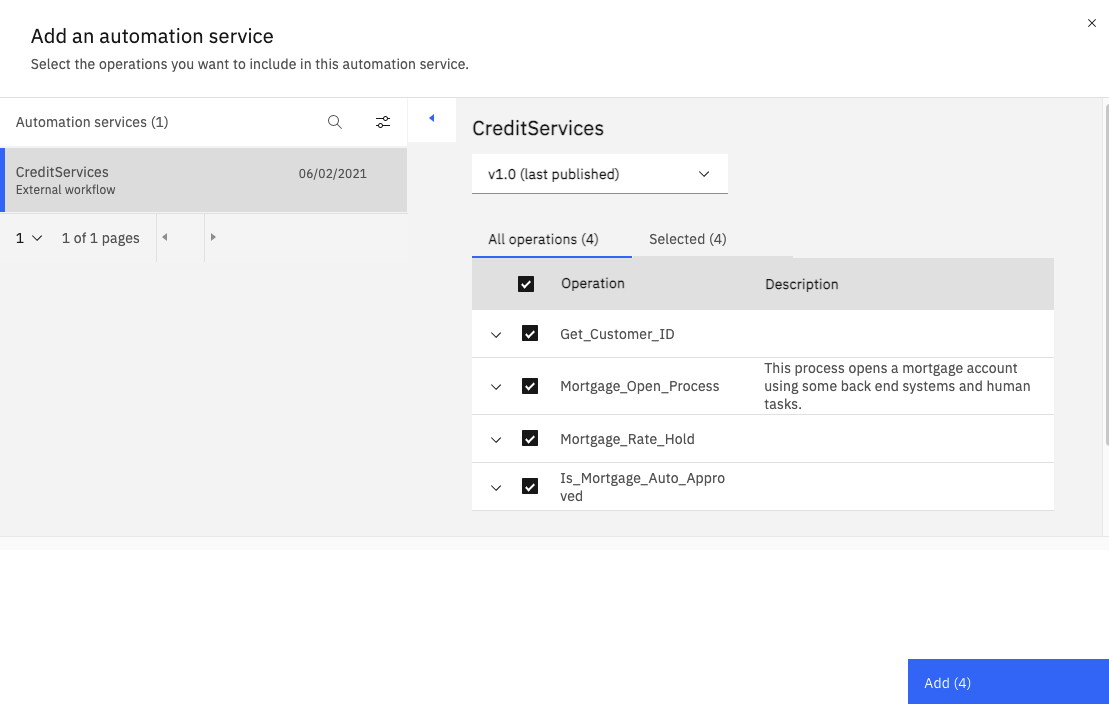 Add an automation service
Select the operations you want to include in this automation service.
Automation services (1)
CreditServices
06/02/2021
External workflow
1
1 of 1 pages
CreditServices
v1.0 (last published)
All operations (4)
Selected (4)
Operation
Description
Get_Customer_ID
Mortgage_Open_Process
This process opens a mortgage account
using some back end systems and human
tasks.
Mortgage_Rate_Hold
Is_Mortgage_Auto_Appro
ved
Add (4)